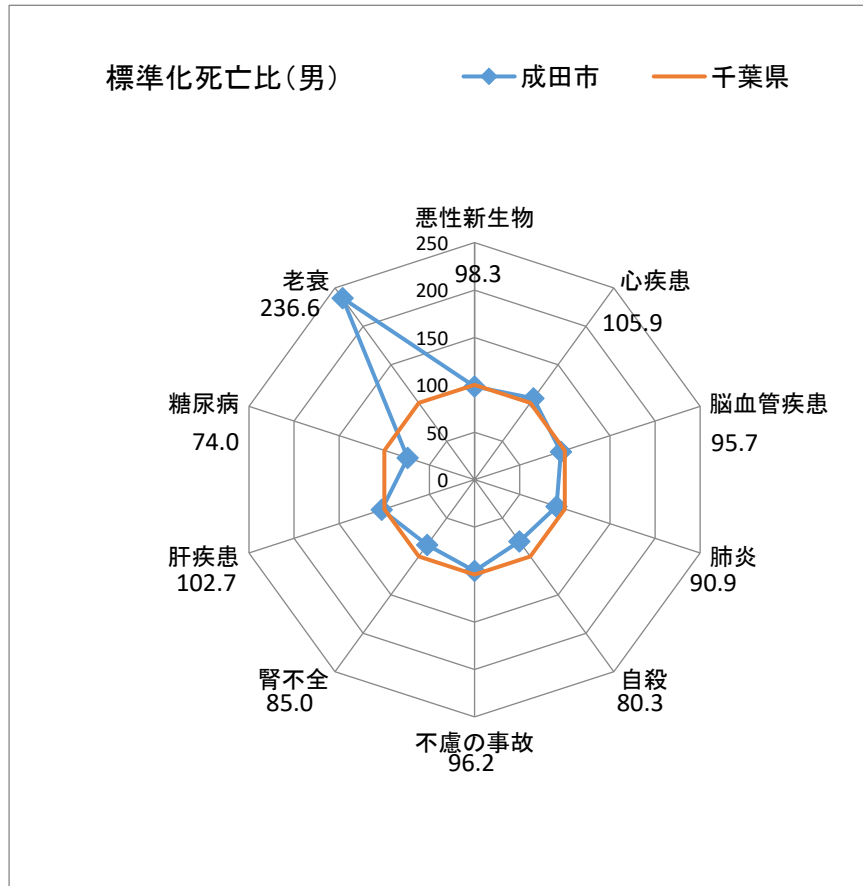 標準化死亡比(男)
成田市
千葉県
悪性新生物
98.3
心疾患
105.9
脳血管疾患
95.7
肺炎
90.9
自殺
80.3
不慮の事故
96.2
腎不全
85.0
肝疾患
102.7
糖尿病
74.0
老衰
236.6
250
200
150
100
50
0